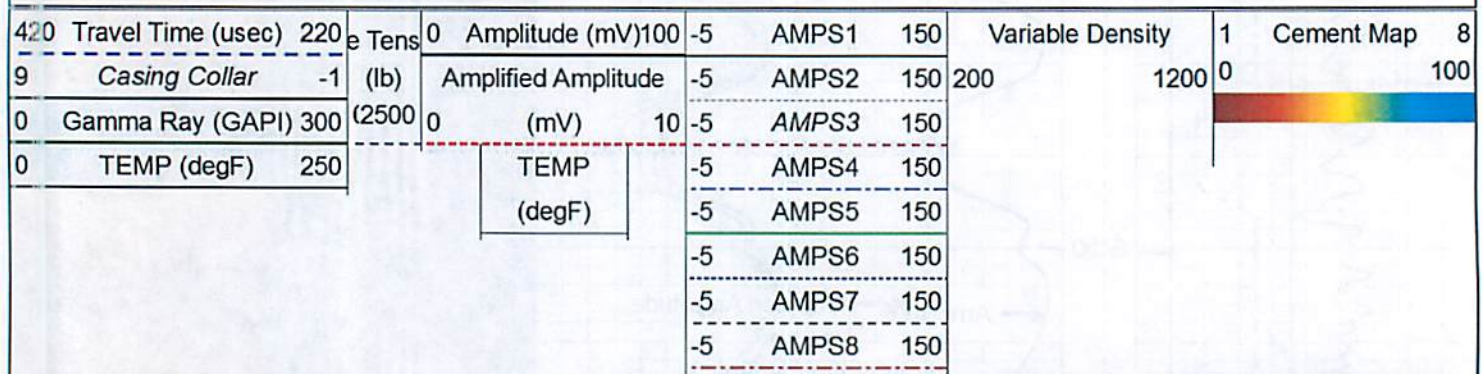 420 Travel Time (usec) 220
9 Casing Collar -1
0 Gamma Ray (GAPI) 300
0 TEMP (degF) 250
e Tens
(lb)
(2500
0 Amplitude (mV)100
Amplified Amplitude
0 (mV) 10
TEMP
(degF)
-5 AMPS1 150
-5 AMPS2 150
-5 AMPS3 150
-5 AMPS4 150
-5 AMPS5 150
-5 AMPS6 150
-5 AMPS7 150
-5 AMPS8 150
Variable Density
200 1200
1 Cement Map 8
0 100